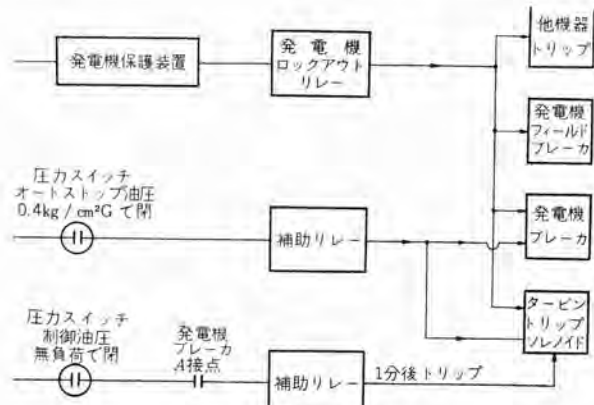 発電機保護装置
発電機
ロックアウト
リレー
他機器
トリップ
発電機
フィールド
ブレーカ
圧力スイッチ
オートストップ油圧
0.4kg/cm²Gで閉
補助リレー
発電機
ブレーカ
圧力スイッチ
制御油圧
無負荷で閉
発電機
ブレーカ
A接点
補助リレー
1分後トリップ
タービン
トリップ
ソレノイド